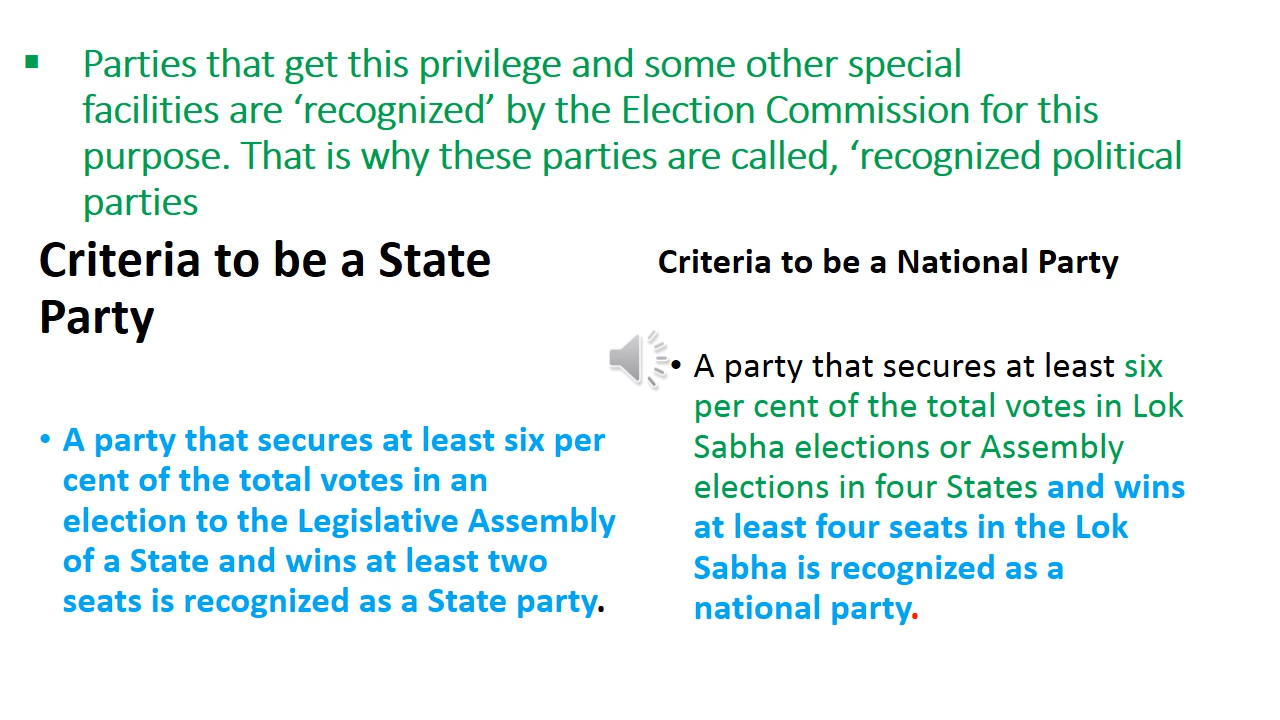 ▪ Parties that get this privilege and some other special
facilities are ‘recognized’ by the Election Commission for this
purpose. That is why these parties are called, ‘recognized political
parties
Criteria to be a State
Party
• A party that secures at least six per
cent of the total votes in an
election to the Legislative Assembly
of a State and wins at least two
seats is recognized as a State party.
Criteria to be a National Party
• A party that secures at least six
per cent of the total votes in Lok
Sabha elections or Assembly
elections in four States and wins
at least four seats in the Lok
Sabha is recognized as a
national party.